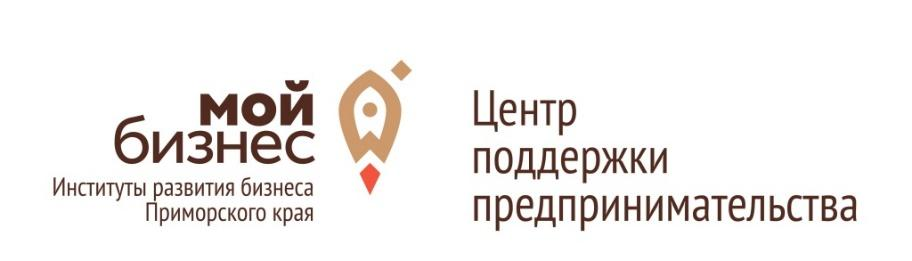 мой
бизнес
Институты развития бизнеса
Приморского края
Центр
поддержки
предпринимательства